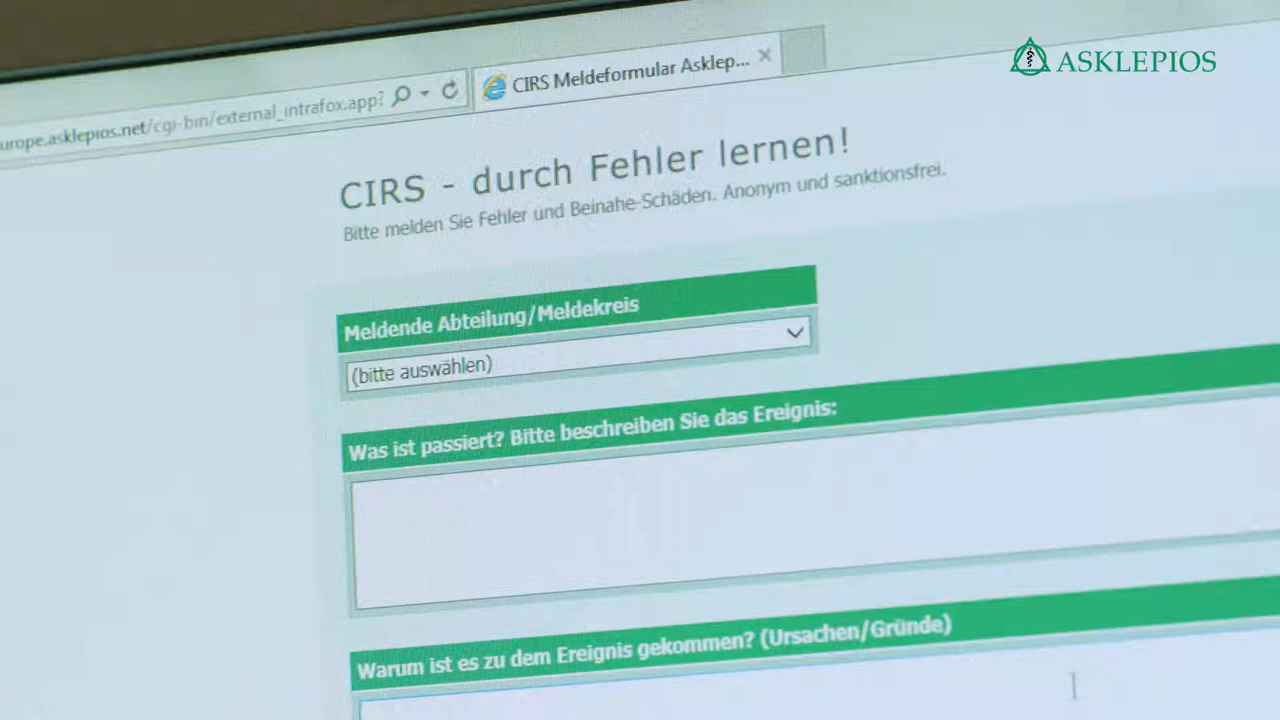 ASKLEPIOS
urope.asklepios.net/cgi-bin/external_intrafox.app?
CIRS Meldeformular Asklep...
CIRS - durch Fehler lernen!
Bitte melden Sie Fehler und Beinahe-Schäden. Anonym und sanktionsfrei.
Meldende Abteilung/Meldekreis
(bitte auswählen)
Was ist passiert? Bitte beschreiben Sie das Ereignis:
Warum ist es zu dem Ereignis gekommen? (Ursachen/Gründe)